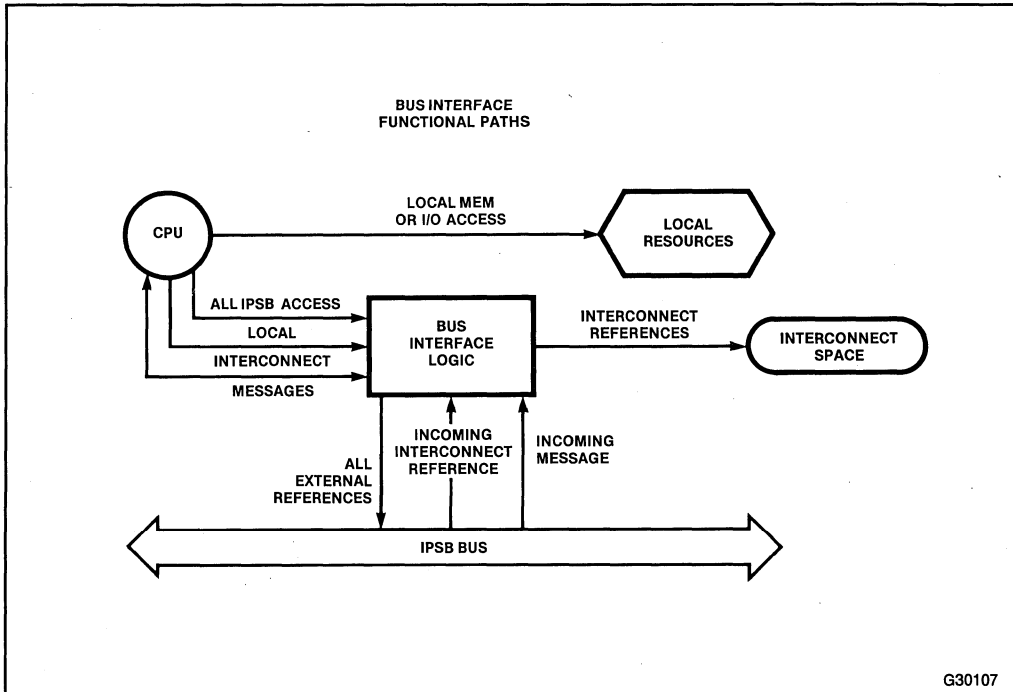 BUS INTERFACE
FUNCTIONAL PATHS
CPU
LOCAL MEM
OR I/O ACCESS
LOCAL
RESOURCES
ALL IPSB ACCESS
LOCAL
INTERCONNECT
MESSAGES
BUS
INTERFACE
LOGIC
INTERCONNECT
REFERENCES
INTERCONNECT
SPACE
ALL
EXTERNAL
REFERENCES
INCOMING
INTERCONNECT
REFERENCE
INCOMING
MESSAGE
IPSB BUS
G30107